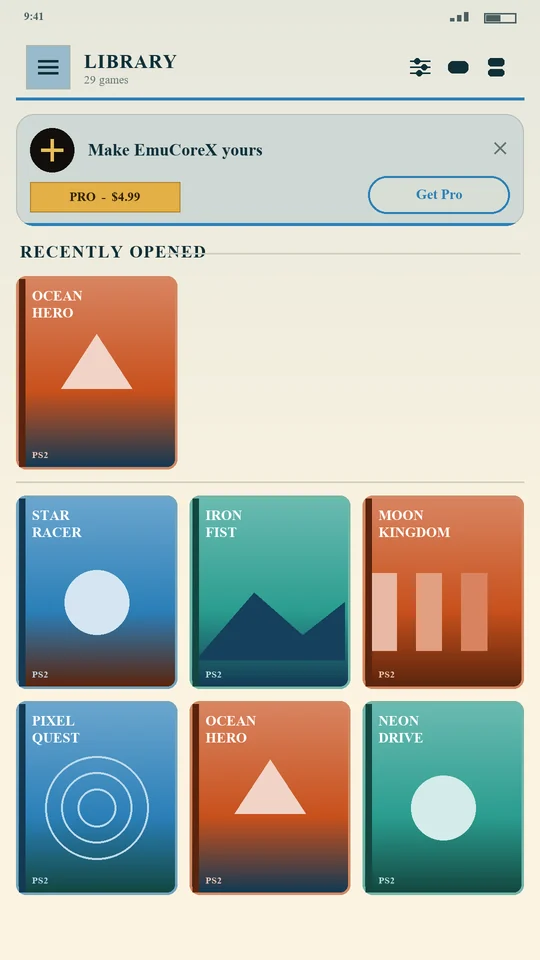 9:41
LIBRARY
29 games
Make EmuCoreX yours
PRO - $4.99
Get Pro
RECENTLY OPENED
OCEAN
HERO
PS2
STAR
RACER
PS2
IRON
FIST
PS2
MOON
KINGDOM
PS2
PIXEL
QUEST
PS2
OCEAN
HERO
PS2
NEON
DRIVE
PS2